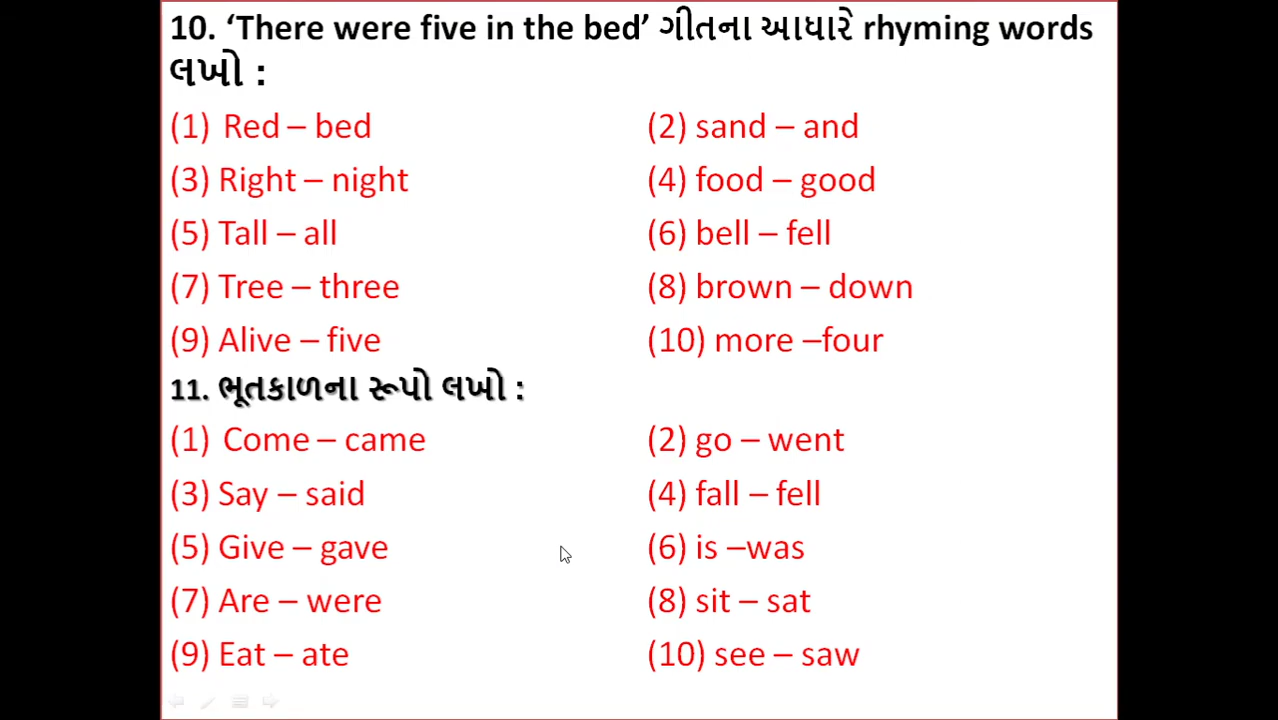 10. ‘There were five in the bed’ ગીતના આધારે rhyming words
લખો :
(1) Red – bed (2) sand – and
(3) Right – night (4) food – good
(5) Tall – all (6) bell – fell
(7) Tree – three (8) brown – down
(9) Alive – five (10) more –four
11. ભૂતકાળના રૂપો લખો :
(1) Come – came (2) go – went
(3) Say – said (4) fall – fell
(5) Give – gave (6) is –was
(7) Are – were (8) sit – sat
(9) Eat – ate (10) see – saw